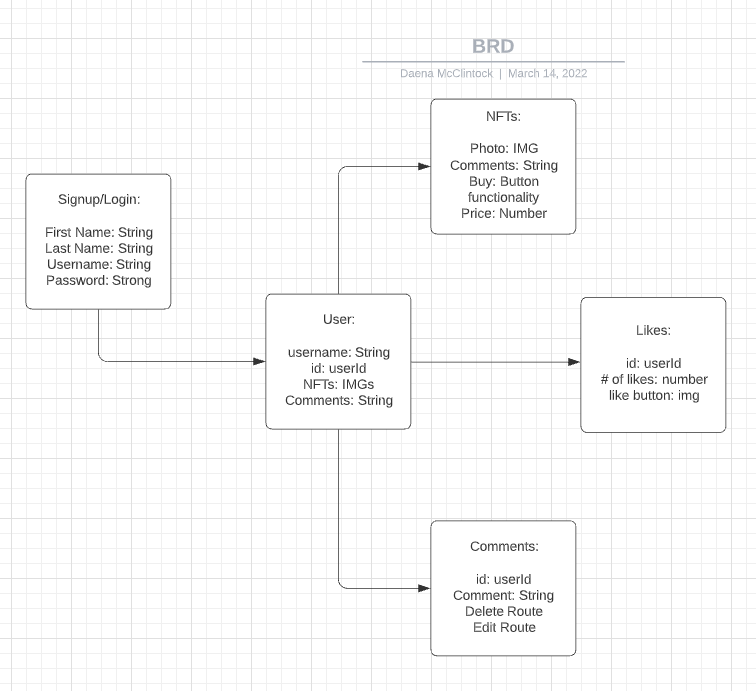 BRD
Daena McClintock | March 14, 2022
NFTs:
Photo: IMG
Comments: String
Buy: Button
functionality
Price: Number
Signup/Login:
First Name: String
Last Name: String
Username: String
Password: Strong
User:
username: String
id: userId
NFTs: IMGs
Comments: String
Likes:
id: userId
# of likes: number
like button: img
Comments:
id: userId
Comment: String
Delete Route
Edit Route